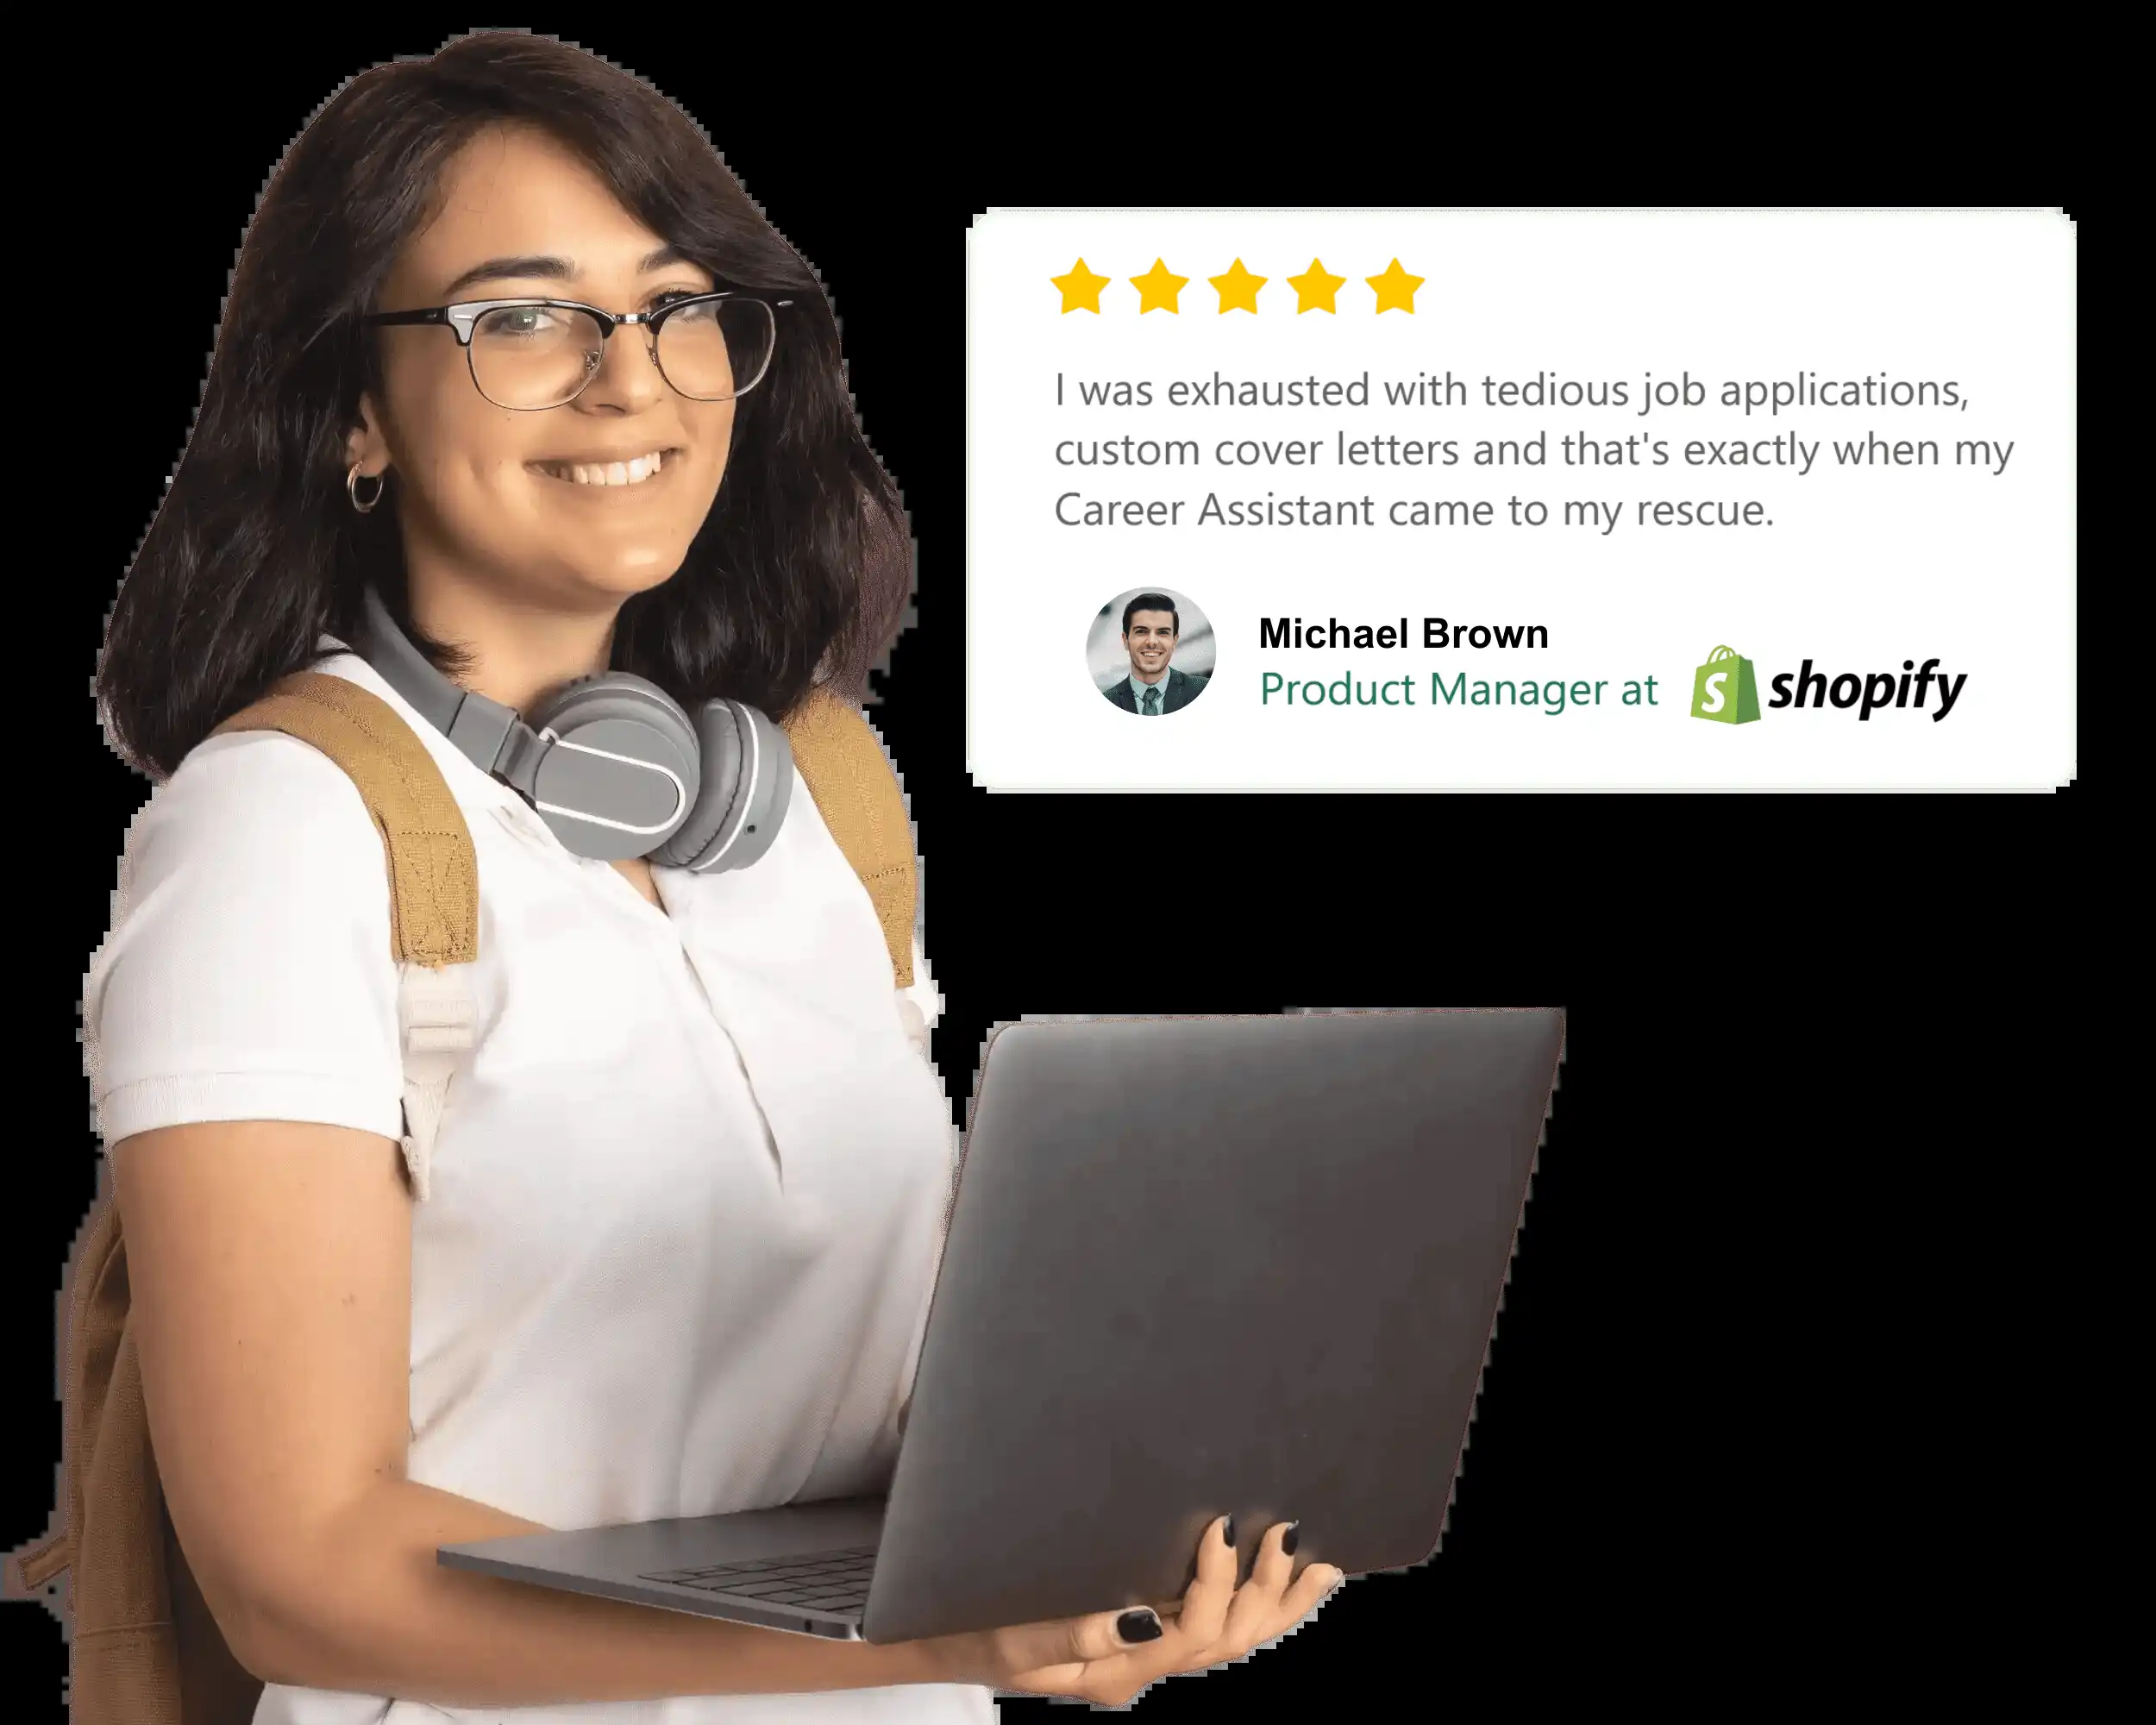 I was exhausted with tedious job applications,
custom cover letters and that's exactly when my
Career Assistant came to my rescue.
Michael Brown
Product Manager at shopify